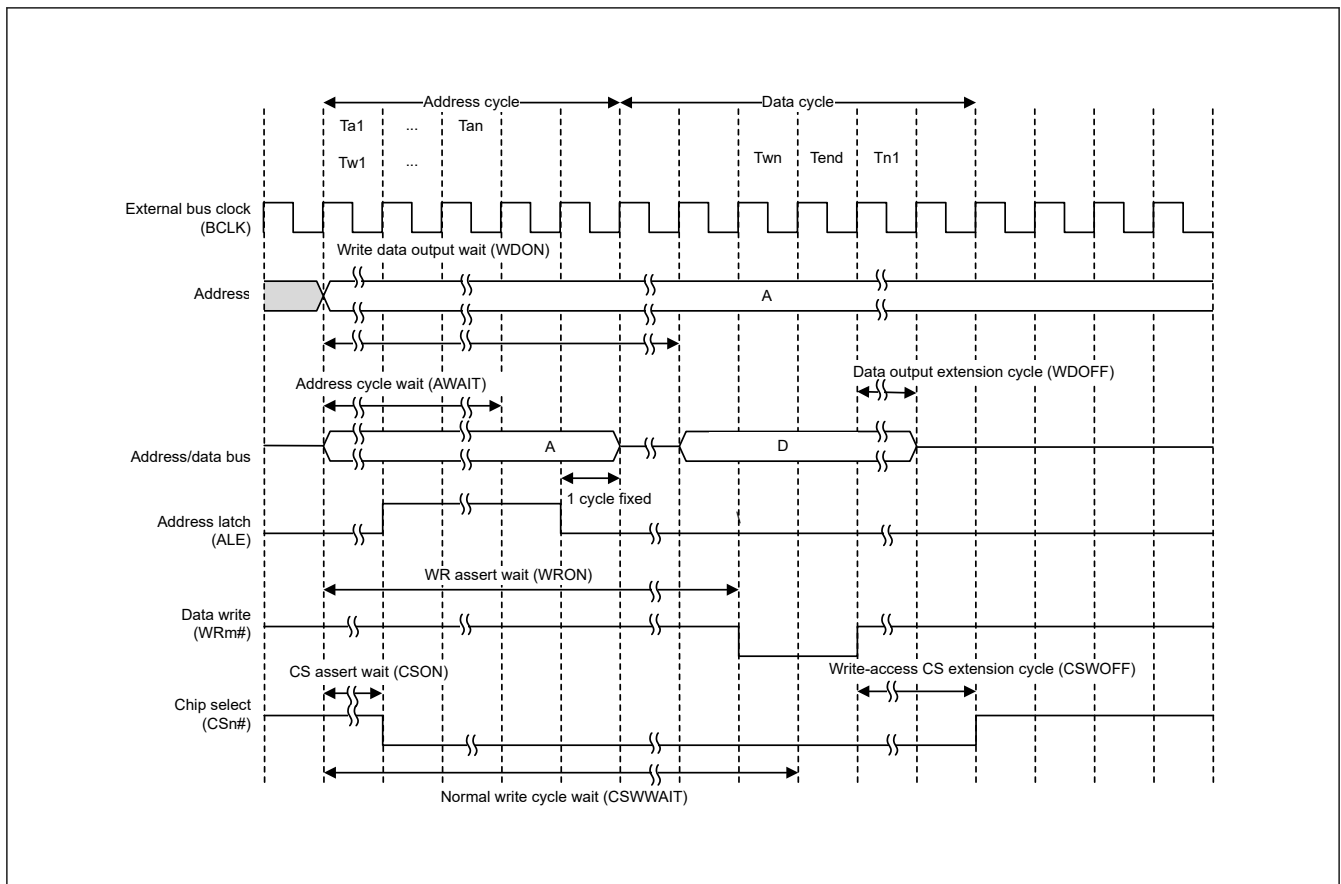 Address cycle Data cycle
Ta1 ... Tan
Tw1 ... Twn Tend Tn1
External bus clock
(BCLK)
Write data output wait (WDON)
Address A
Data output extension cycle (WDOFF)
Address cycle wait (AWAIT)
Address/data bus A D
1 cycle fixed
Address latch
(ALE)
WR assert wait (WRON)
Data write
(WRm#)
CS assert wait (CSON) Write-access CS extension cycle (CSWOFF)
Chip select
(CSn#)
Normal write cycle wait (CSWWAIT)